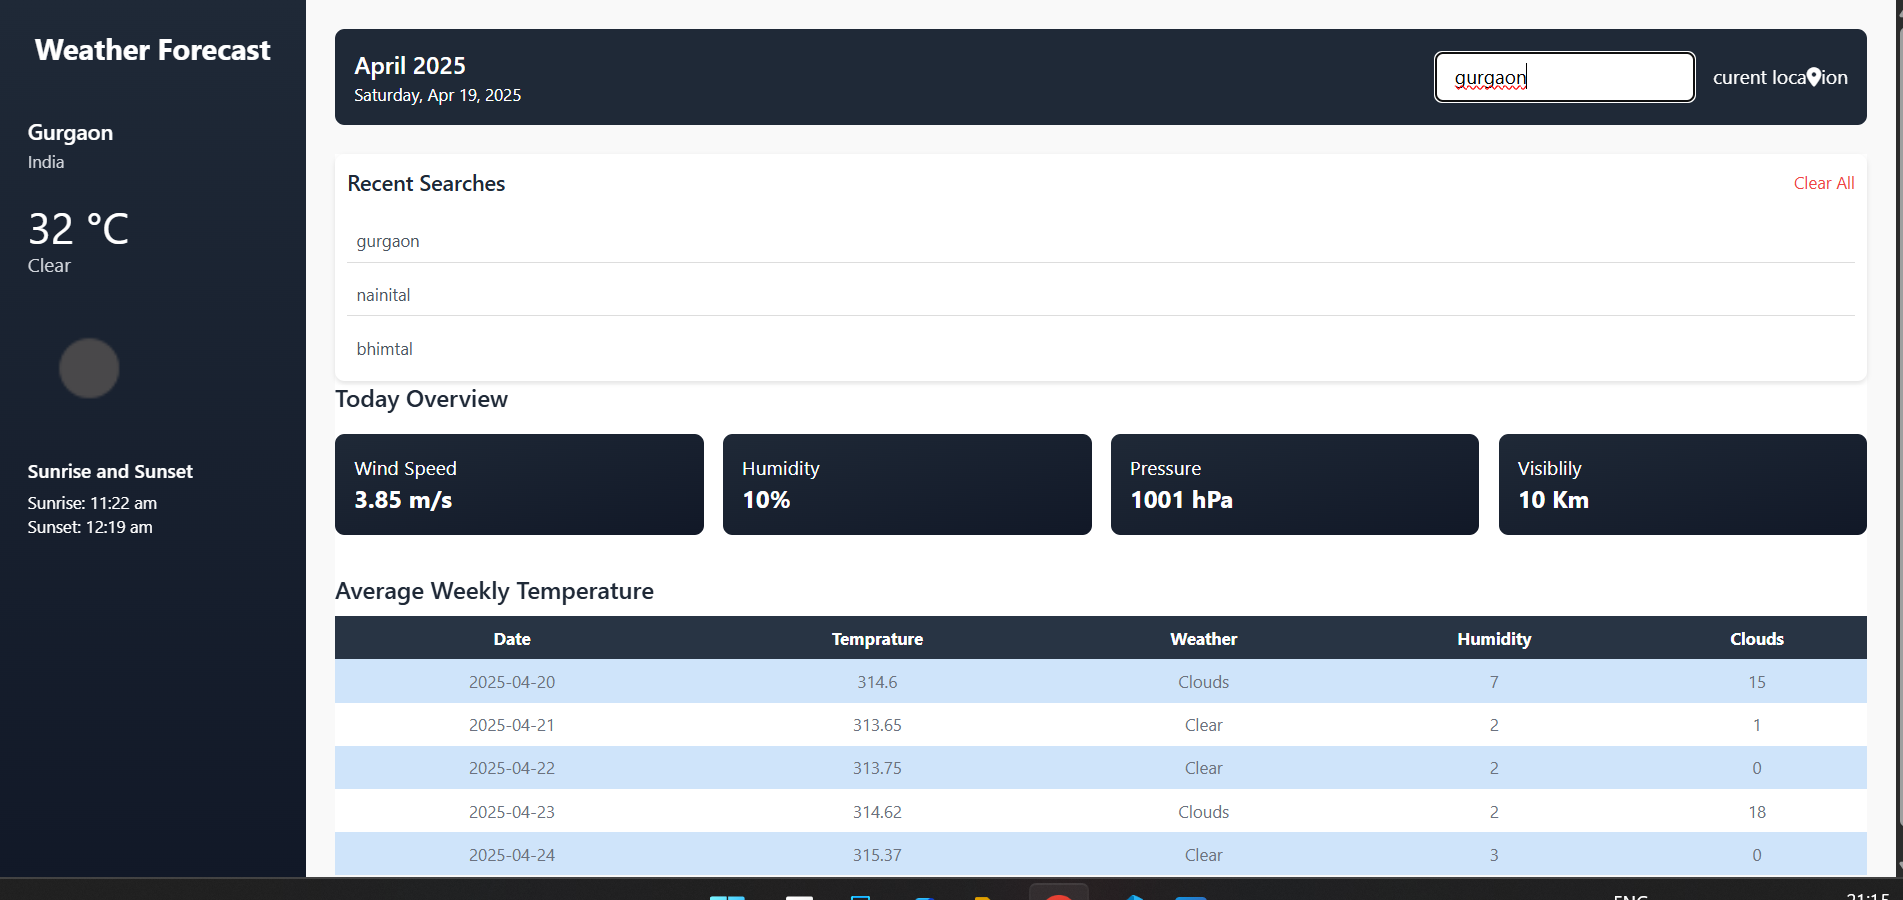 Weather Forecast
Gurgaon
India
32 °C
Clear
Sunrise and Sunset
Sunrise: 11:22 am
Sunset: 12:19 am
April 2025
Saturday, Apr 19, 2025
gurgaon
curent location
Recent Searches
Clear All
gurgaon
nainital
bhimtal
Today Overview
Wind Speed
3.85 m/s
Humidity
10%
Pressure
1001 hPa
Visiblily
10 Km
Average Weekly Temperature
Date Temprature Weather Humidity Clouds
2025-04-20 314.6 Clouds 7 15
2025-04-21 313.65 Clear 2 1
2025-04-22 313.75 Clear 2 0
2025-04-23 314.62 Clouds 2 18
2025-04-24 315.37 Clear 3 0
ENG 21:15